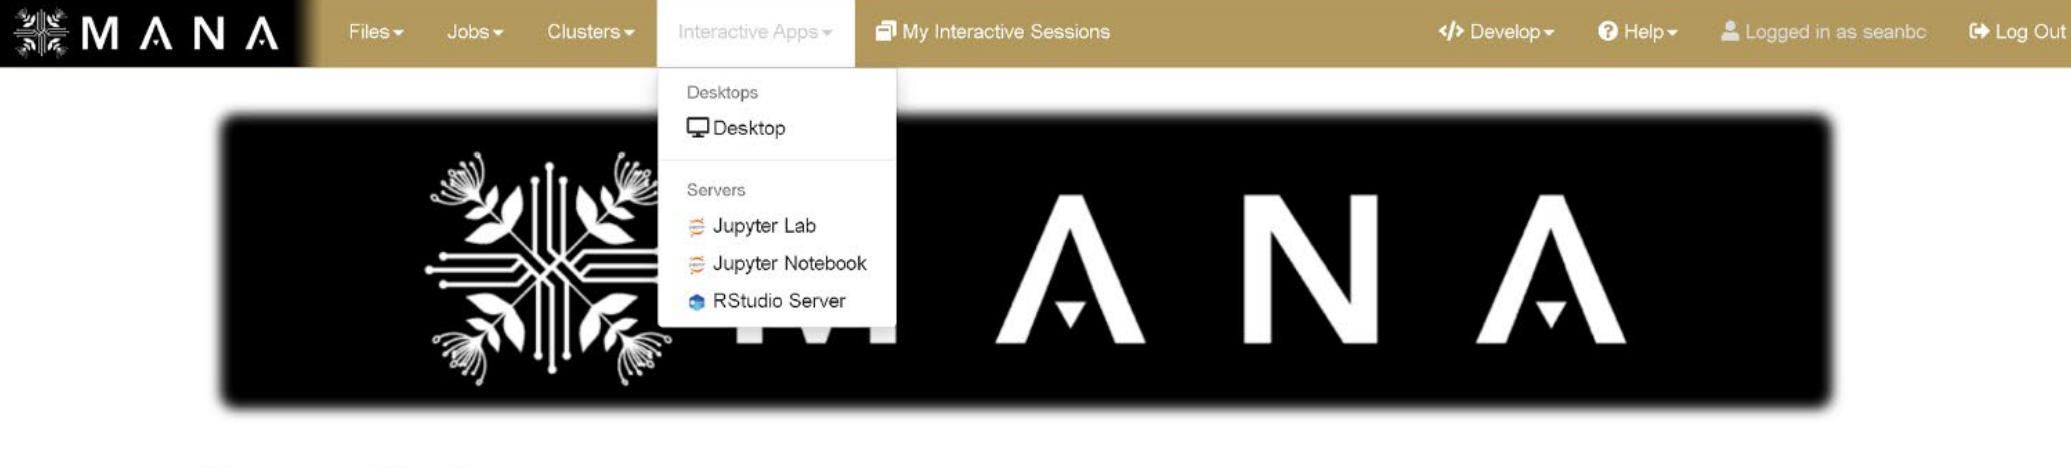 MANA Files Jobs Clusters Interactive Apps My Interactive Sessions </> Develop Help Logged in as seanbc Log Out
Desktops
Desktop
Servers
Jupyter Lab
Jupyter Notebook
RStudio Server
MANA